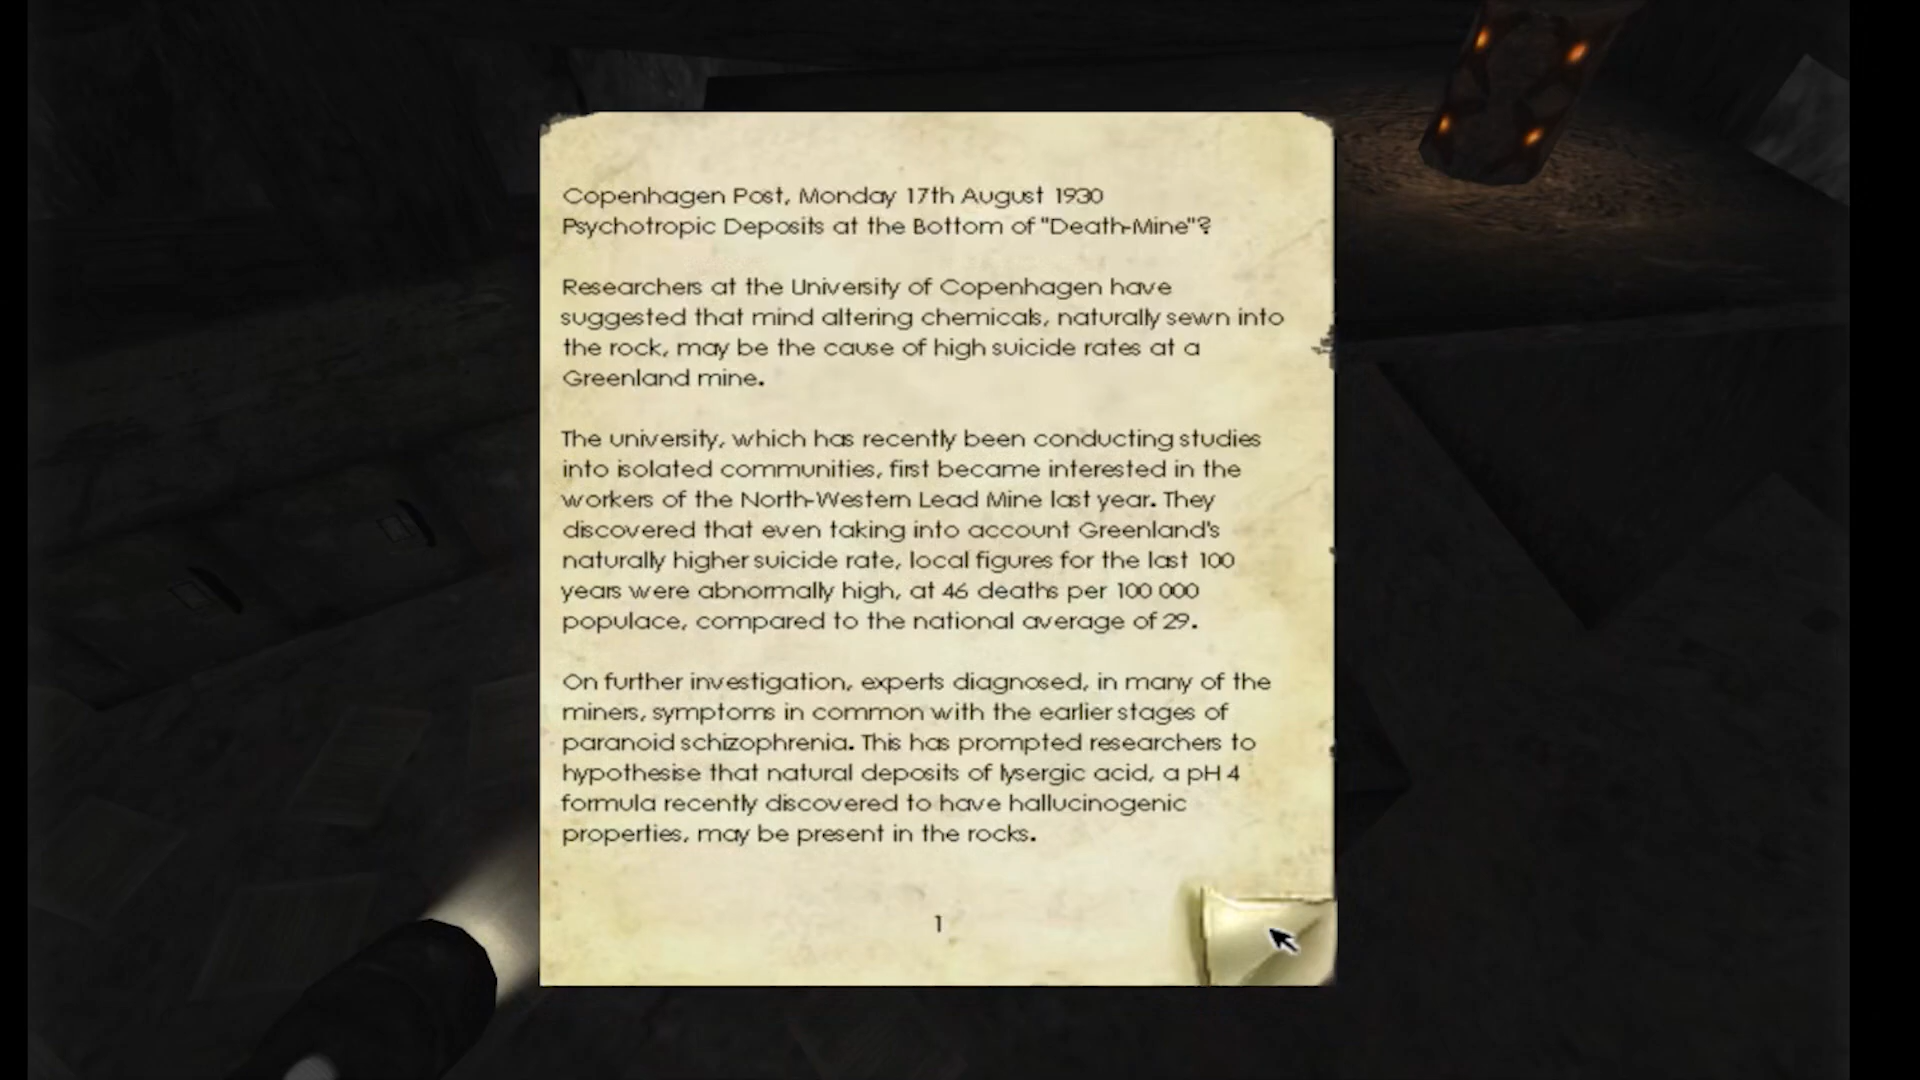 Copenhagen Post, Monday 17th August 1930
Psychotropic Deposits at the Bottom of "Death-Mine"?
Researchers at the University of Copenhagen have
suggested that mind altering chemicals, naturally sewn into
the rock, may be the cause of high suicide rates at a
Greenland mine.
The university, which has recently been conducting studies
into isolated communities, first became interested in the
workers of the North-Western Lead Mine last year. They
discovered that even taking into account Greenland's
naturally higher suicide rate, local figures for the last 100
years were abnormally high, at 46 deaths per 100 000
populace, compared to the national average of 29.
On further investigation, experts diagnosed, in many of the
miners, symptoms in common with the earlier stages of
paranoid schizophrenia. This has prompted researchers to
hypothesise that natural deposits of lysergic acid, a pH 4
formula recently discovered to have hallucinogenic
properties, may be present in the rocks.
1